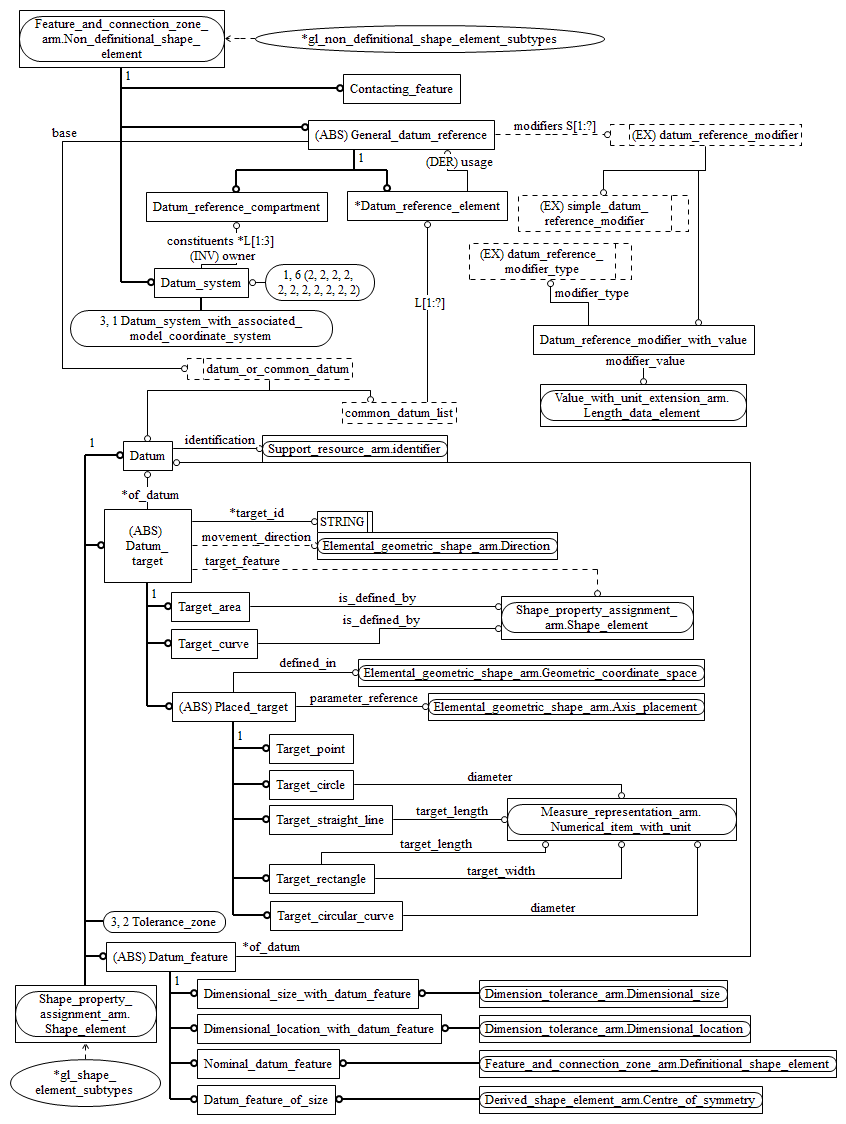 Feature_and_connection_zone_
arm.Non_definitional_shape_
element
*gl_non_definitional_shape_element_subtypes
1
Contacting_feature
base
(ABS) General_datum_reference
modifiers S[1:?]
(EX) datum_reference_modifier
1
(DER) usage
Datum_reference_compartment
*Datum_reference_element
(EX) simple_datum_
reference_modifier
constituents *L[1:3]
(INV) owner
(EX) datum_reference_
modifier_type
Datum_system
1, 6 (2, 2, 2, 2,
2, 2, 2, 2, 2, 2, 2)
modifier_type
L[1:?]
3, 1 Datum_system_with_associated_
model_coordinate_system
Datum_reference_modifier_with_value
modifier_value
datum_or_common_datum
Value_with_unit_extension_arm.
Length_data_element
common_datum_list
1
Datum
identification
Support_resource_arm.identifier
*of_datum
(ABS)
Datum_
target
*target_id
STRING
movement_direction
Elemental_geometric_shape_arm.Direction
target_feature
1
Target_area
is_defined_by
Shape_property_assignment_
arm.Shape_element
Target_curve
is_defined_by
defined_in
Elemental_geometric_shape_arm.Geometric_coordinate_space
(ABS) Placed_target
parameter_reference
Elemental_geometric_shape_arm.Axis_placement
1
Target_point
Target_circle
diameter
Target_straight_line
target_length
Measure_representation_arm.
Numerical_item_with_unit
target_length
Target_rectangle
target_width
Target_circular_curve
diameter
3, 2 Tolerance_zone
(ABS) Datum_feature
*of_datum
1
Shape_property_
assignment_arm.
Shape_element
Dimensional_size_with_datum_feature
Dimension_tolerance_arm.Dimensional_size
Dimensional_location_with_datum_feature
Dimension_tolerance_arm.Dimensional_location
Nominal_datum_feature
Feature_and_connection_zone_arm.Definitional_shape_element
*gl_shape_
element_subtypes
Datum_feature_of_size
Derived_shape_element_arm.Centre_of_symmetry